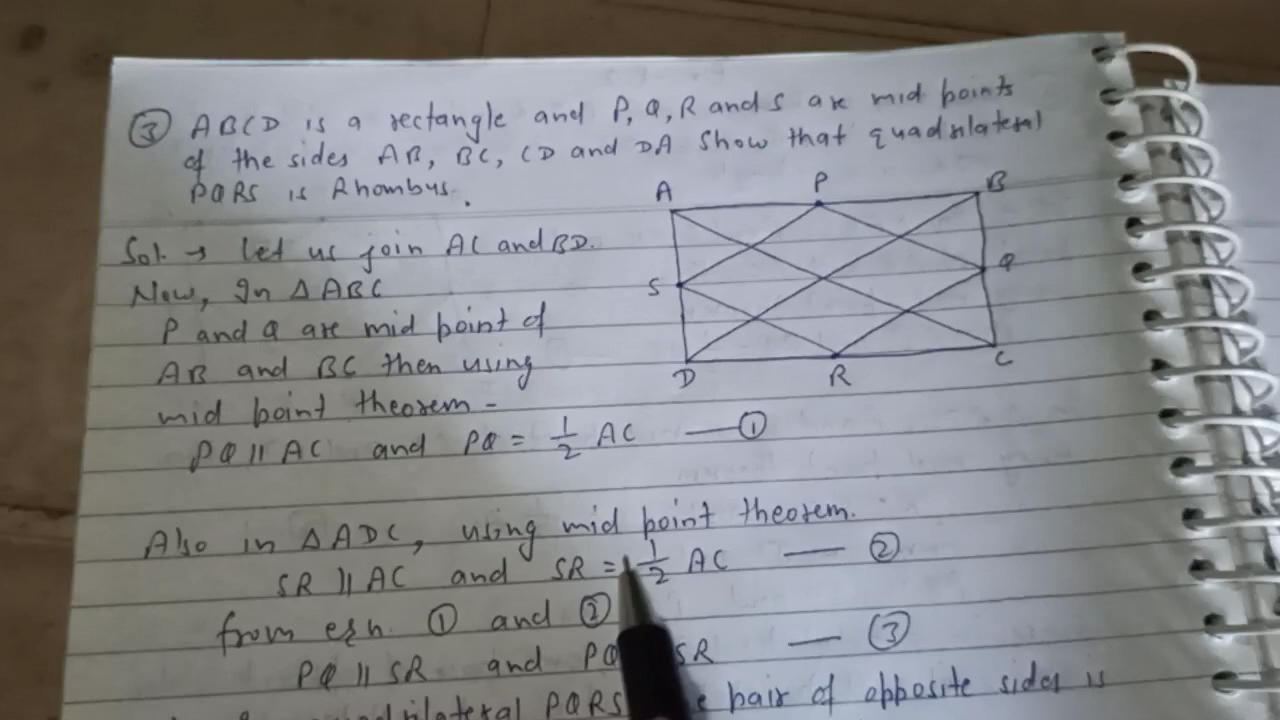 ③ ABCD is a rectangle and P, Q, R and S are mid points
of the sides AB, BC, CD and DA Show that quadrilateral
PQRS is Rhombus.
A P B
Sol. → Let us join AC and BD.
Now, In △ABC
S Q
P and Q are mid point of
AB and BC then using
D R C
mid point theorem -
PQ || AC and PQ = 1/2 AC —①
Also in △ADC, using mid point theorem.
SR || AC and SR = 1/2 AC — ②
from eqn. ① and ②
PQ || SR and PQ SR — ③
PQRS pair of opposite sides is